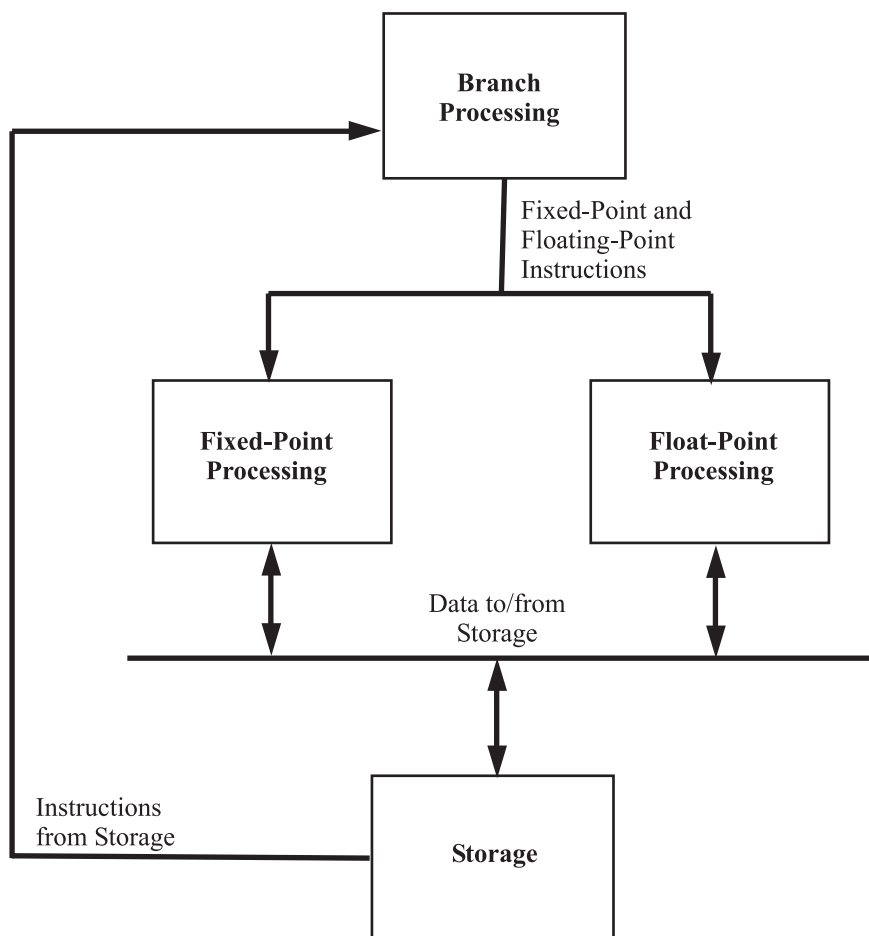 Branch
Processing
Fixed-Point and
Floating-Point
Instructions
Fixed-Point
Processing
Float-Point
Processing
Data to/from
Storage
Instructions
from Storage
Storage